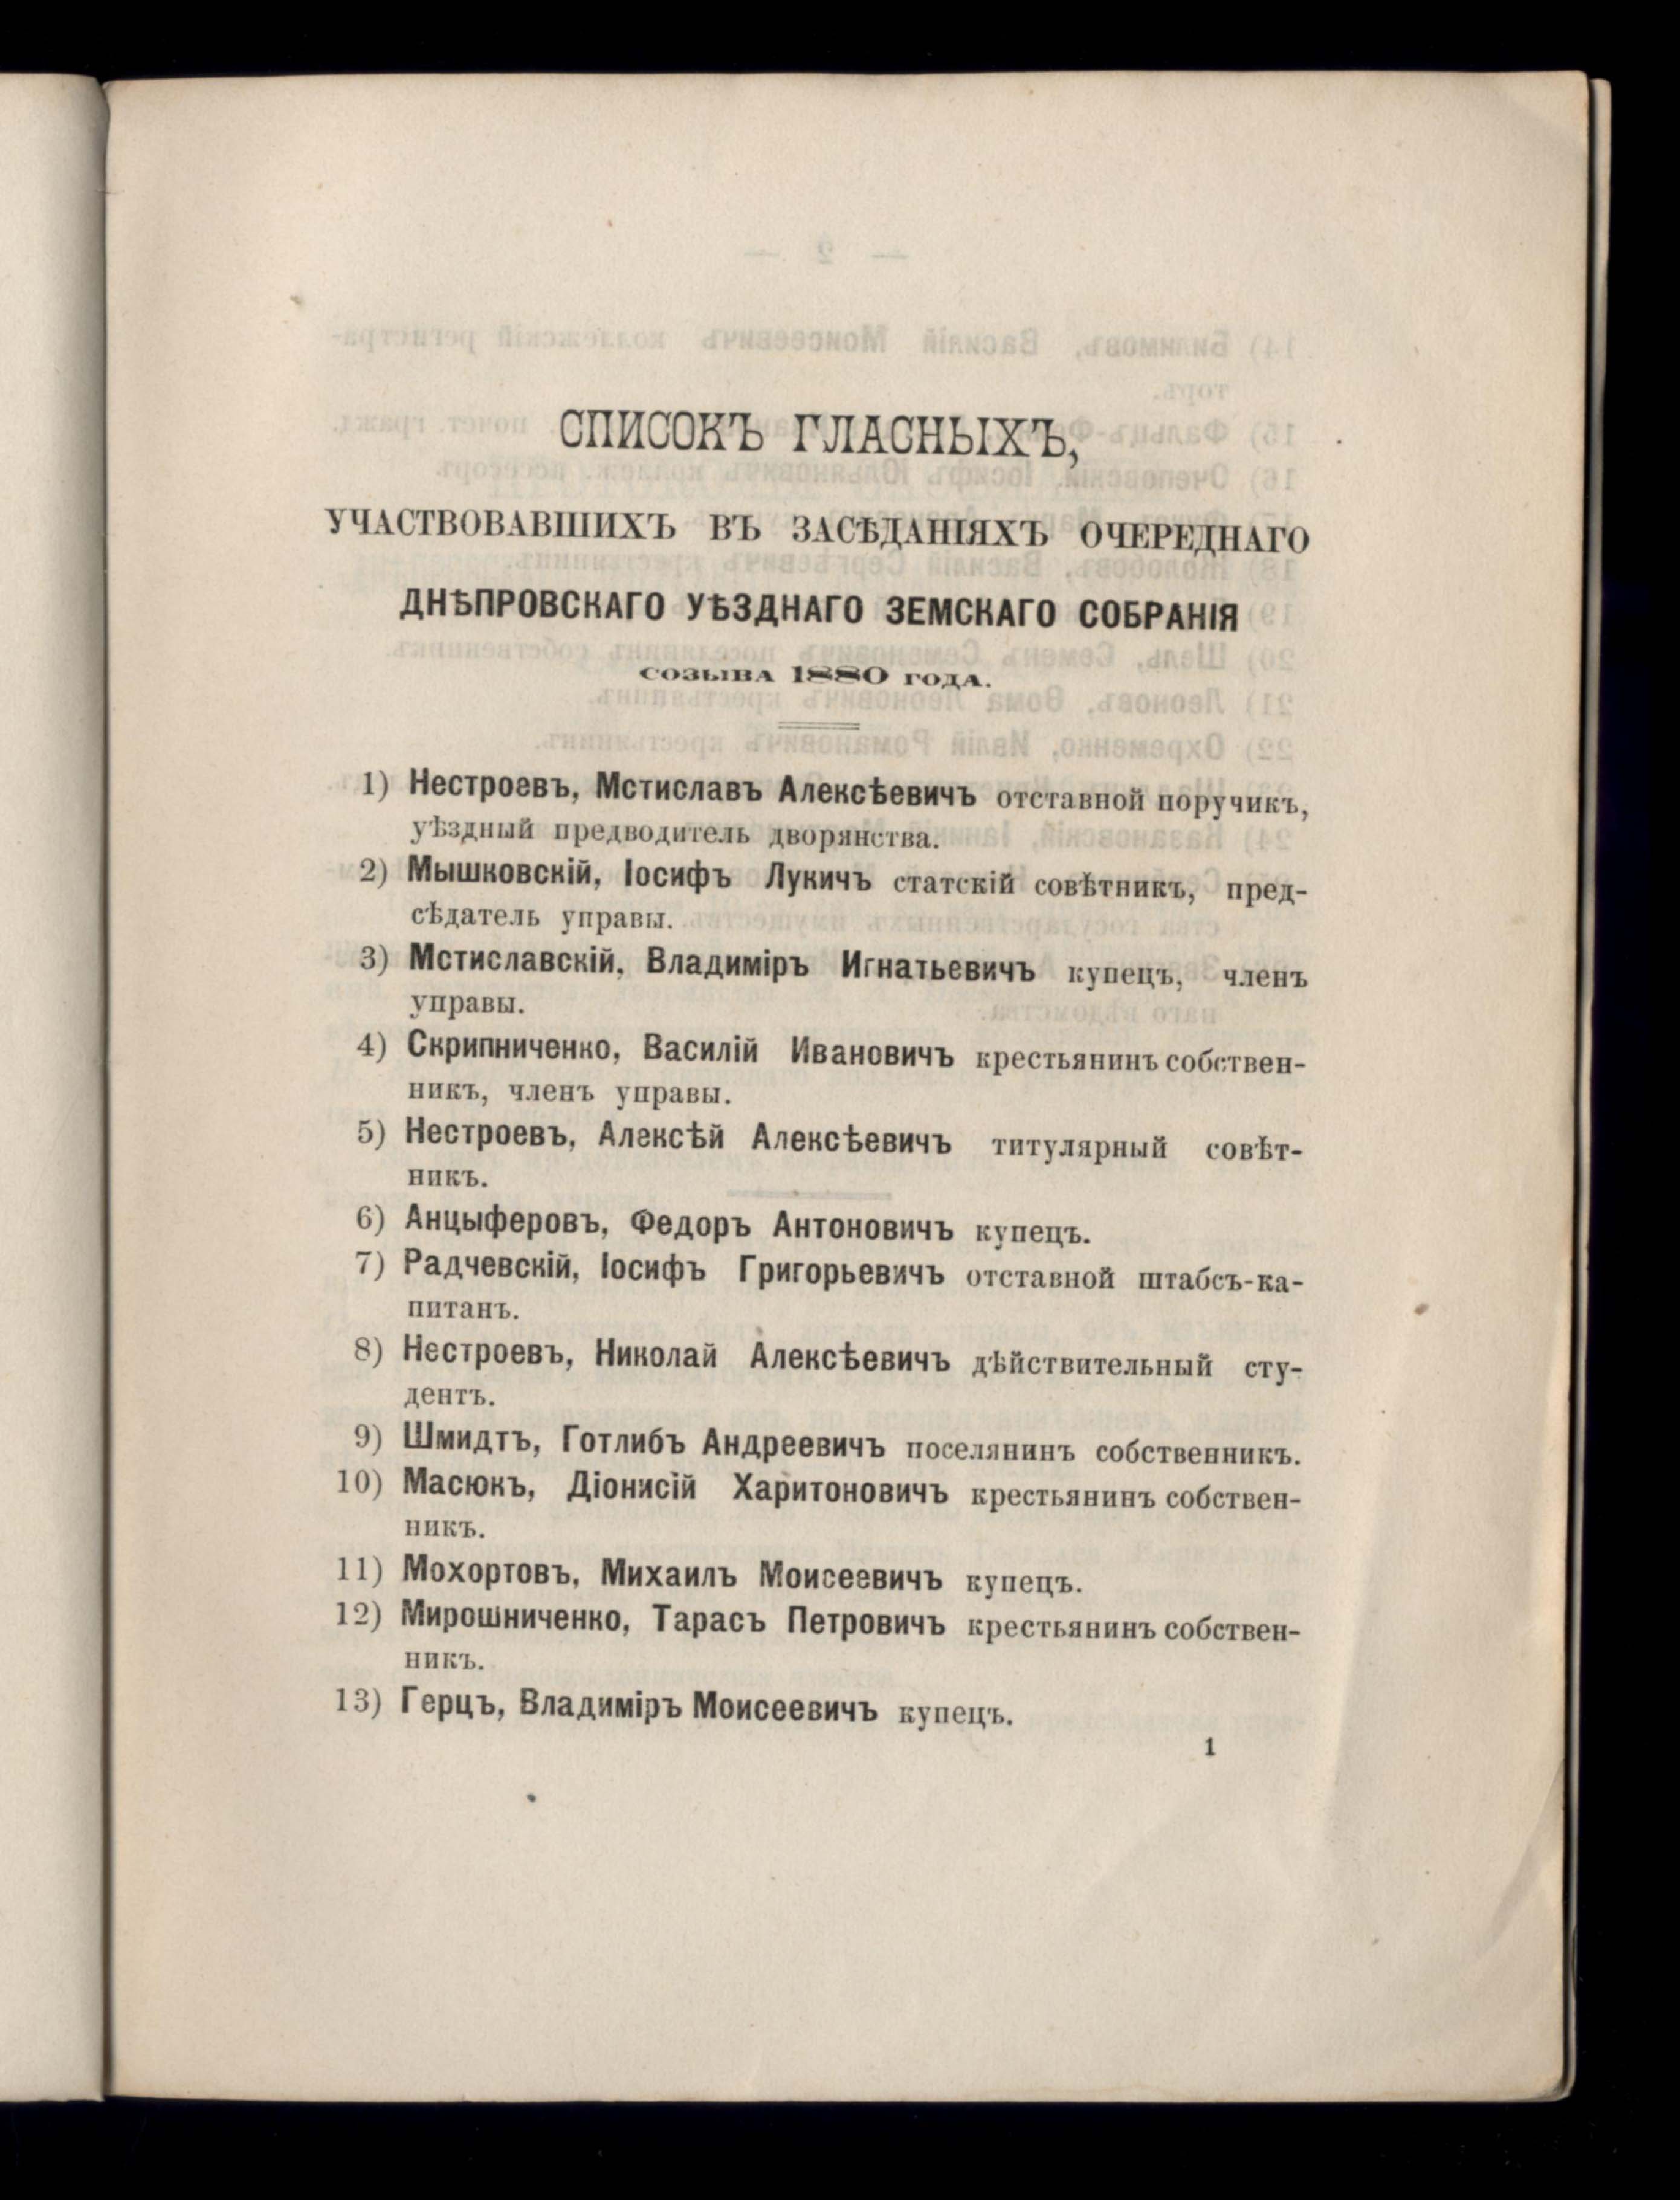 СПИСОКЪ ГЛАСНЫХЪ,
УЧАСТВОВАВШИХЪ ВЪ ЗАСѢДАНІЯХЪ ОЧЕРЕДНАГО
ДНѢПРОВСКАГО УѢЗДНАГО ЗЕМСКАГО СОБРАНІЯ
СОЗЫВА 1880 ГОДА.
1) Нестроевъ, Мстиславъ Алексѣевичъ отставной поручикъ,
уѣздный предводитель дворянства.
2) Мышковскій, Іосифъ Лукичъ статскій совѣтникъ, пред-
сѣдатель управы.
3) Мстиславскій, Владиміръ Игнатьевичъ купецъ, членъ
управы.
4) Скрипниченко, Василій Ивановичъ крестьянинъ собствен-
никъ, членъ управы.
5) Нестроевъ, Алексѣй Алексѣевичъ титулярный совѣт-
никъ.
6) Анцыферовъ, Федоръ Антоновичъ купецъ.
7) Радчевскій, Іосифъ Григорьевичъ отставной штабсъ-ка-
питанъ.
8) Нестроевъ, Николай Алексѣевичъ дѣйствительный сту-
дентъ.
9) Шмидтъ, Готлибъ Андреевичъ поселянинъ собственникъ.
10) Масюкъ, Діонисій Харитоновичъ крестьянинъ собствен-
никъ.
11) Мохортовъ, Михаилъ Моисеевичъ купецъ.
12) Мирошниченко, Тарасъ Петровичъ крестьянинъ собствен-
никъ.
13) Герцъ, Владиміръ Моисеевичъ купецъ.
1